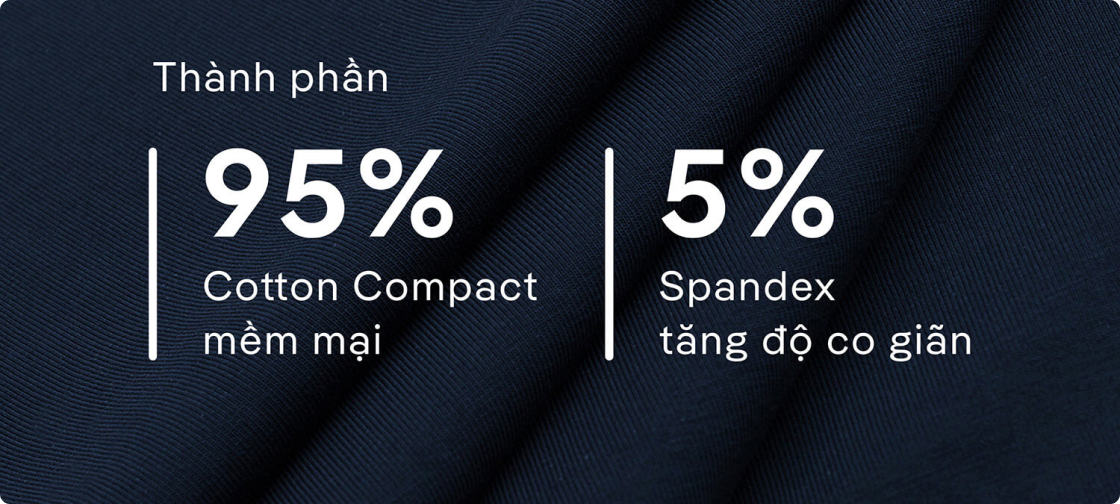 Thành phần
95%
Cotton Compact
mềm mại
5%
Spandex
tăng độ co giãn